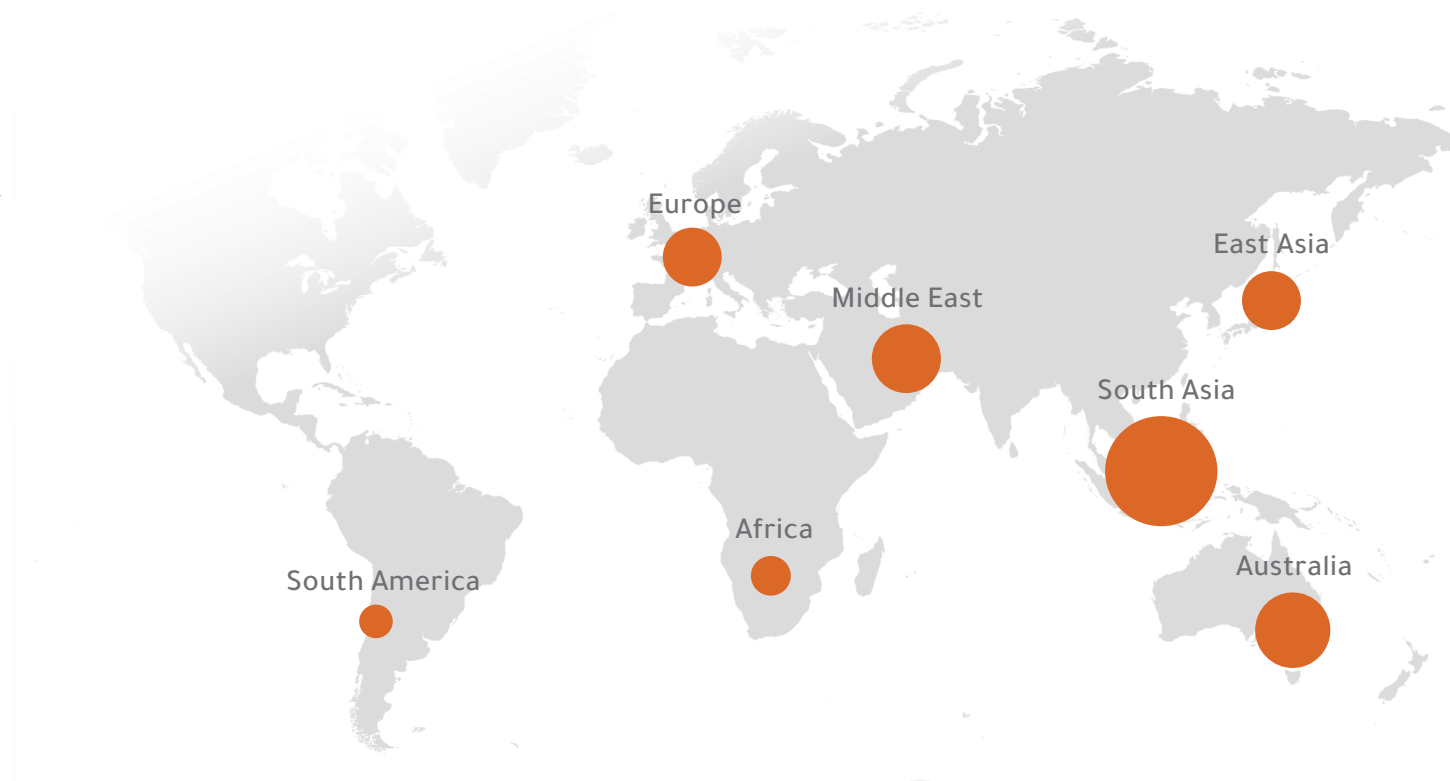 Europe
East Asia
Middle East
South Asia
Africa
Australia
South America